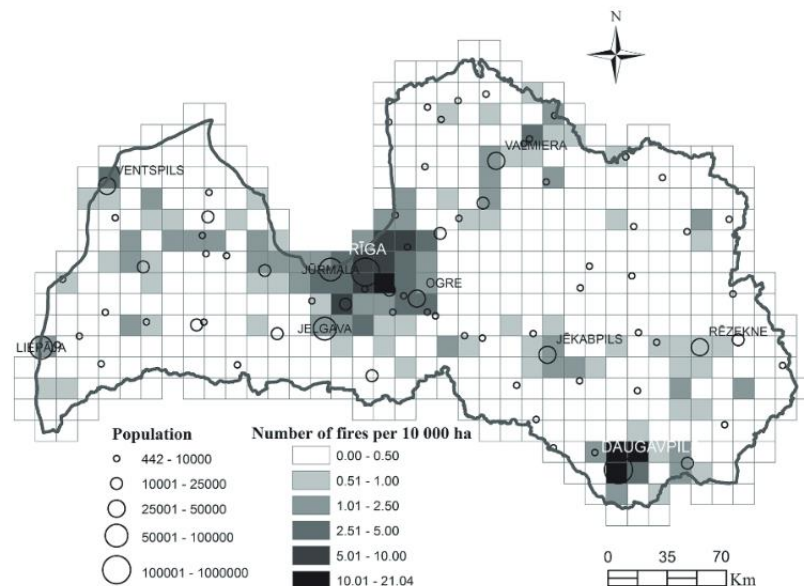 N
VALMIERA
VENTSPILS
RĪGA
JŪRMALA
OGRE
JELGAVA
LIEPĀJA
JĒKABPILS
RĒZEKNE
DAUGAVPIL
Population
442 - 10000
10001 - 25000
25001 - 50000
50001 - 100000
100001 - 1000000
Number of fires per 10 000 ha
0.00 - 0.50
0.51 - 1.00
1.01 - 2.50
2.51 - 5.00
5.01 - 10.00
10.01 - 21.04
0 35 70
Km